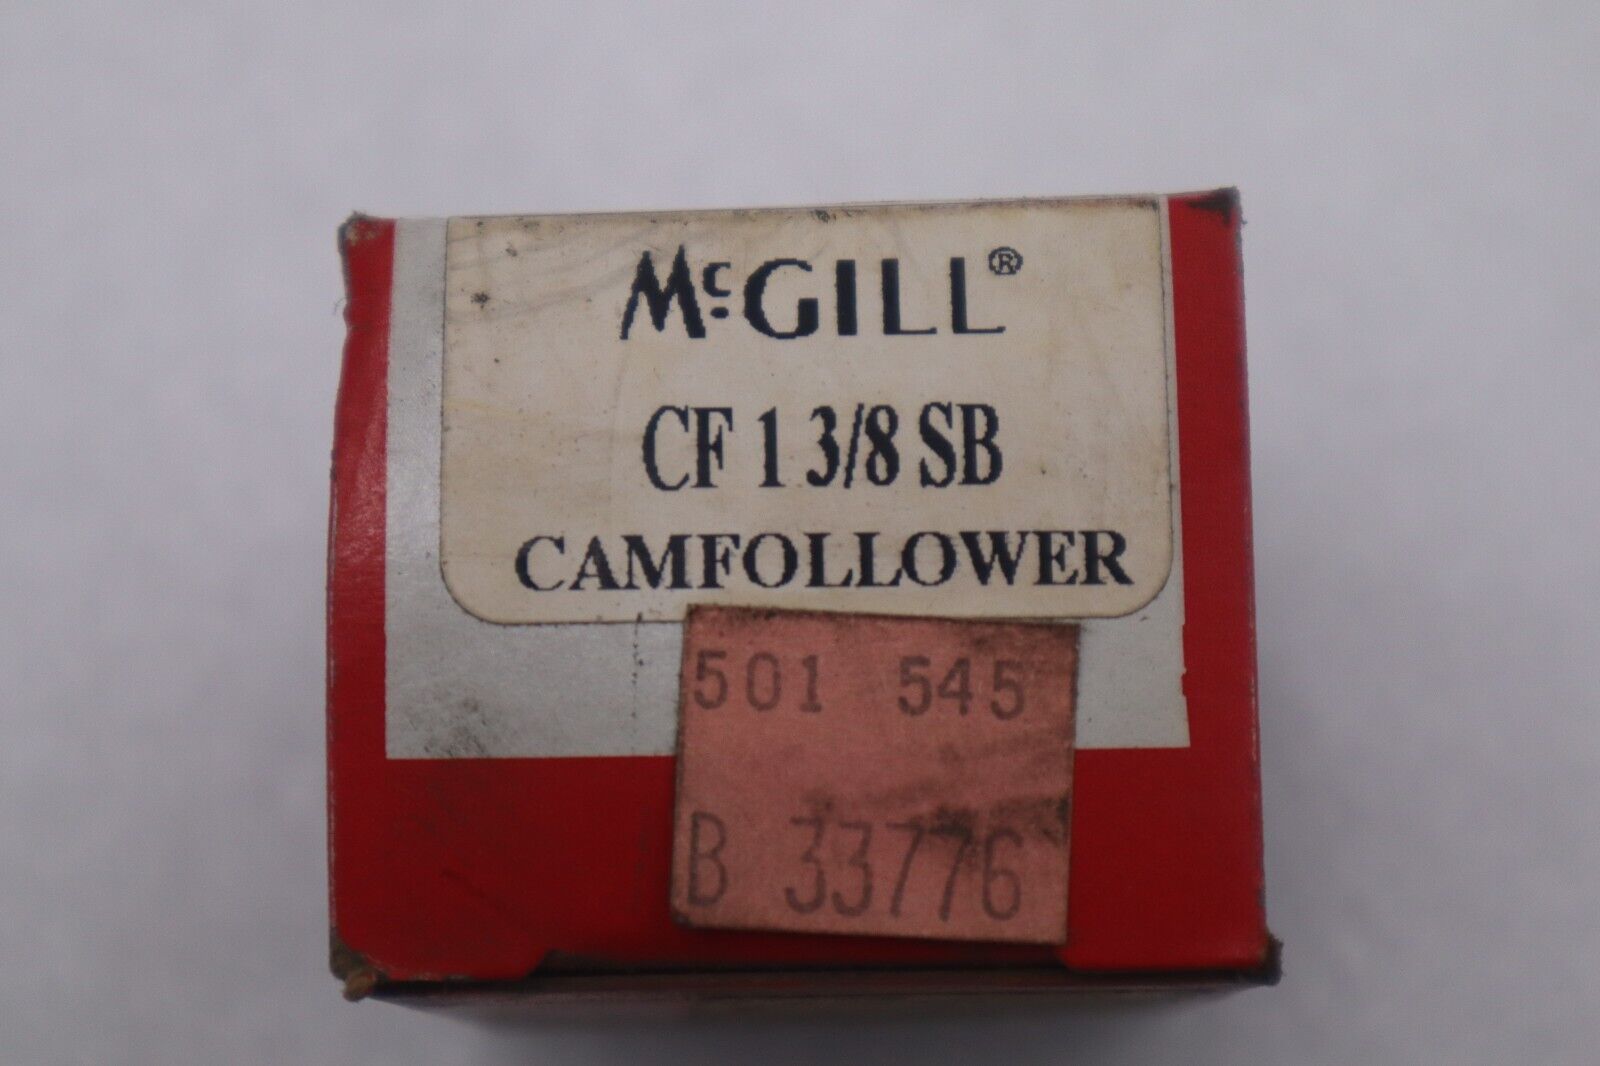 McGILL®
CF 1 3/8 SB
CAMFOLLOWER
501 545
B 33776